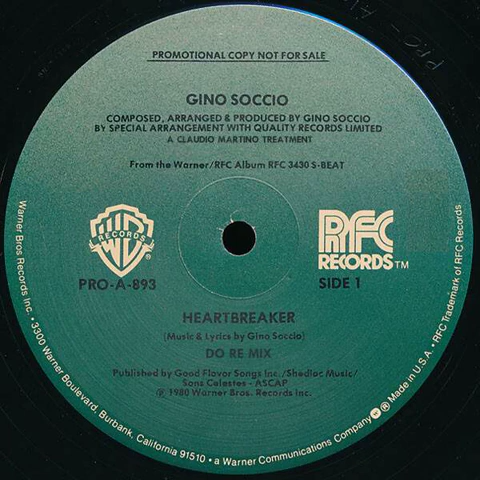 PROMOTIONAL COPY NOT FOR SALE
GINO SOCCIO
COMPOSED, ARRANGED & PRODUCED BY GINO SOCCIO
BY SPECIAL ARRANGEMENT WITH QUALITY RECORDS LIMITED
A CLAUDIO MARTINO TREATMENT
From the Warner/RFC Album RFC 3430 S-BEAT
WB
RECORDS
®
PRO-A-893
RFC
RECORDS™
SIDE 1
HEARTBREAKER
(Music & Lyrics by Gino Soccio)
DO RE MIX
Published by Good Flavor Songs Inc./Shediac Music/
Sons Celestes - ASCAP
℗ 1980 Warner Bros. Records Inc.
Warner Bros Records Inc. • 3300 Warner Boulevard, Burbank, California 91510 • a Warner Communications Company ® Made in U.S.A. • RFC Trademark of RFC Records